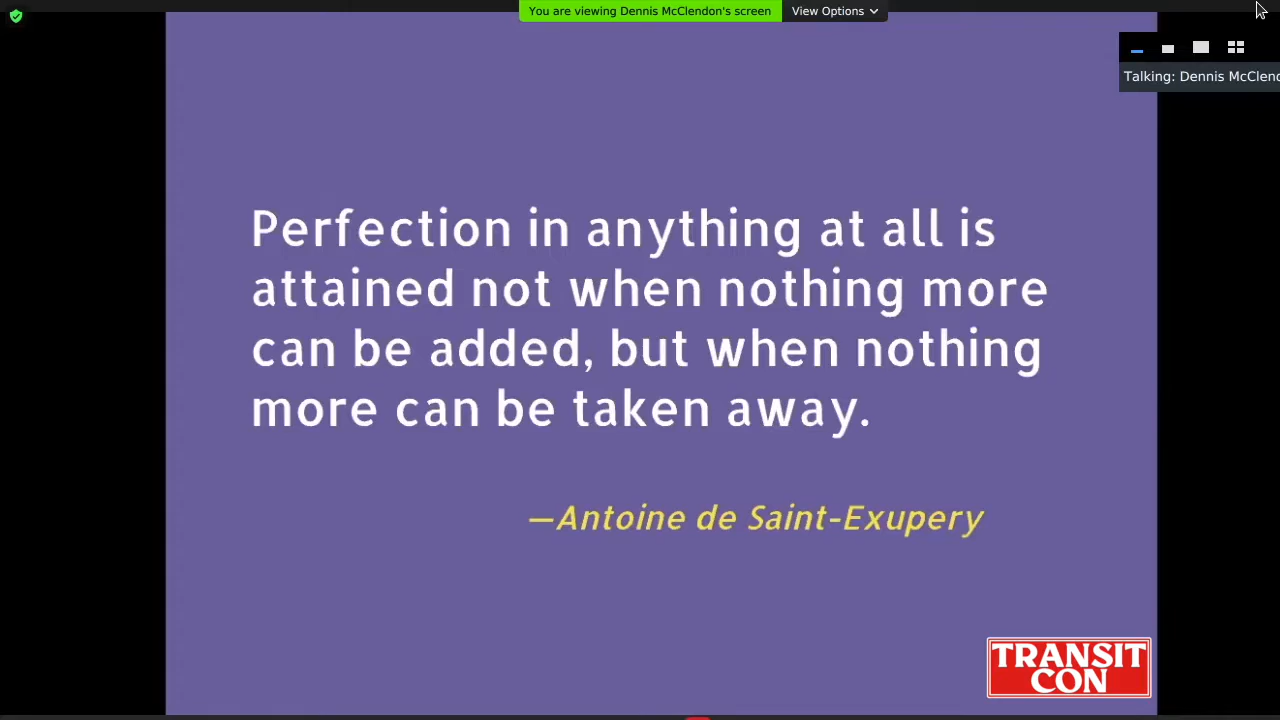 You are viewing Dennis McClendon's screen View Options
Talking: Dennis McClend
Perfection in anything at all is
attained not when nothing more
can be added, but when nothing
more can be taken away.
—Antoine de Saint-Exupery
TRANSIT
CON